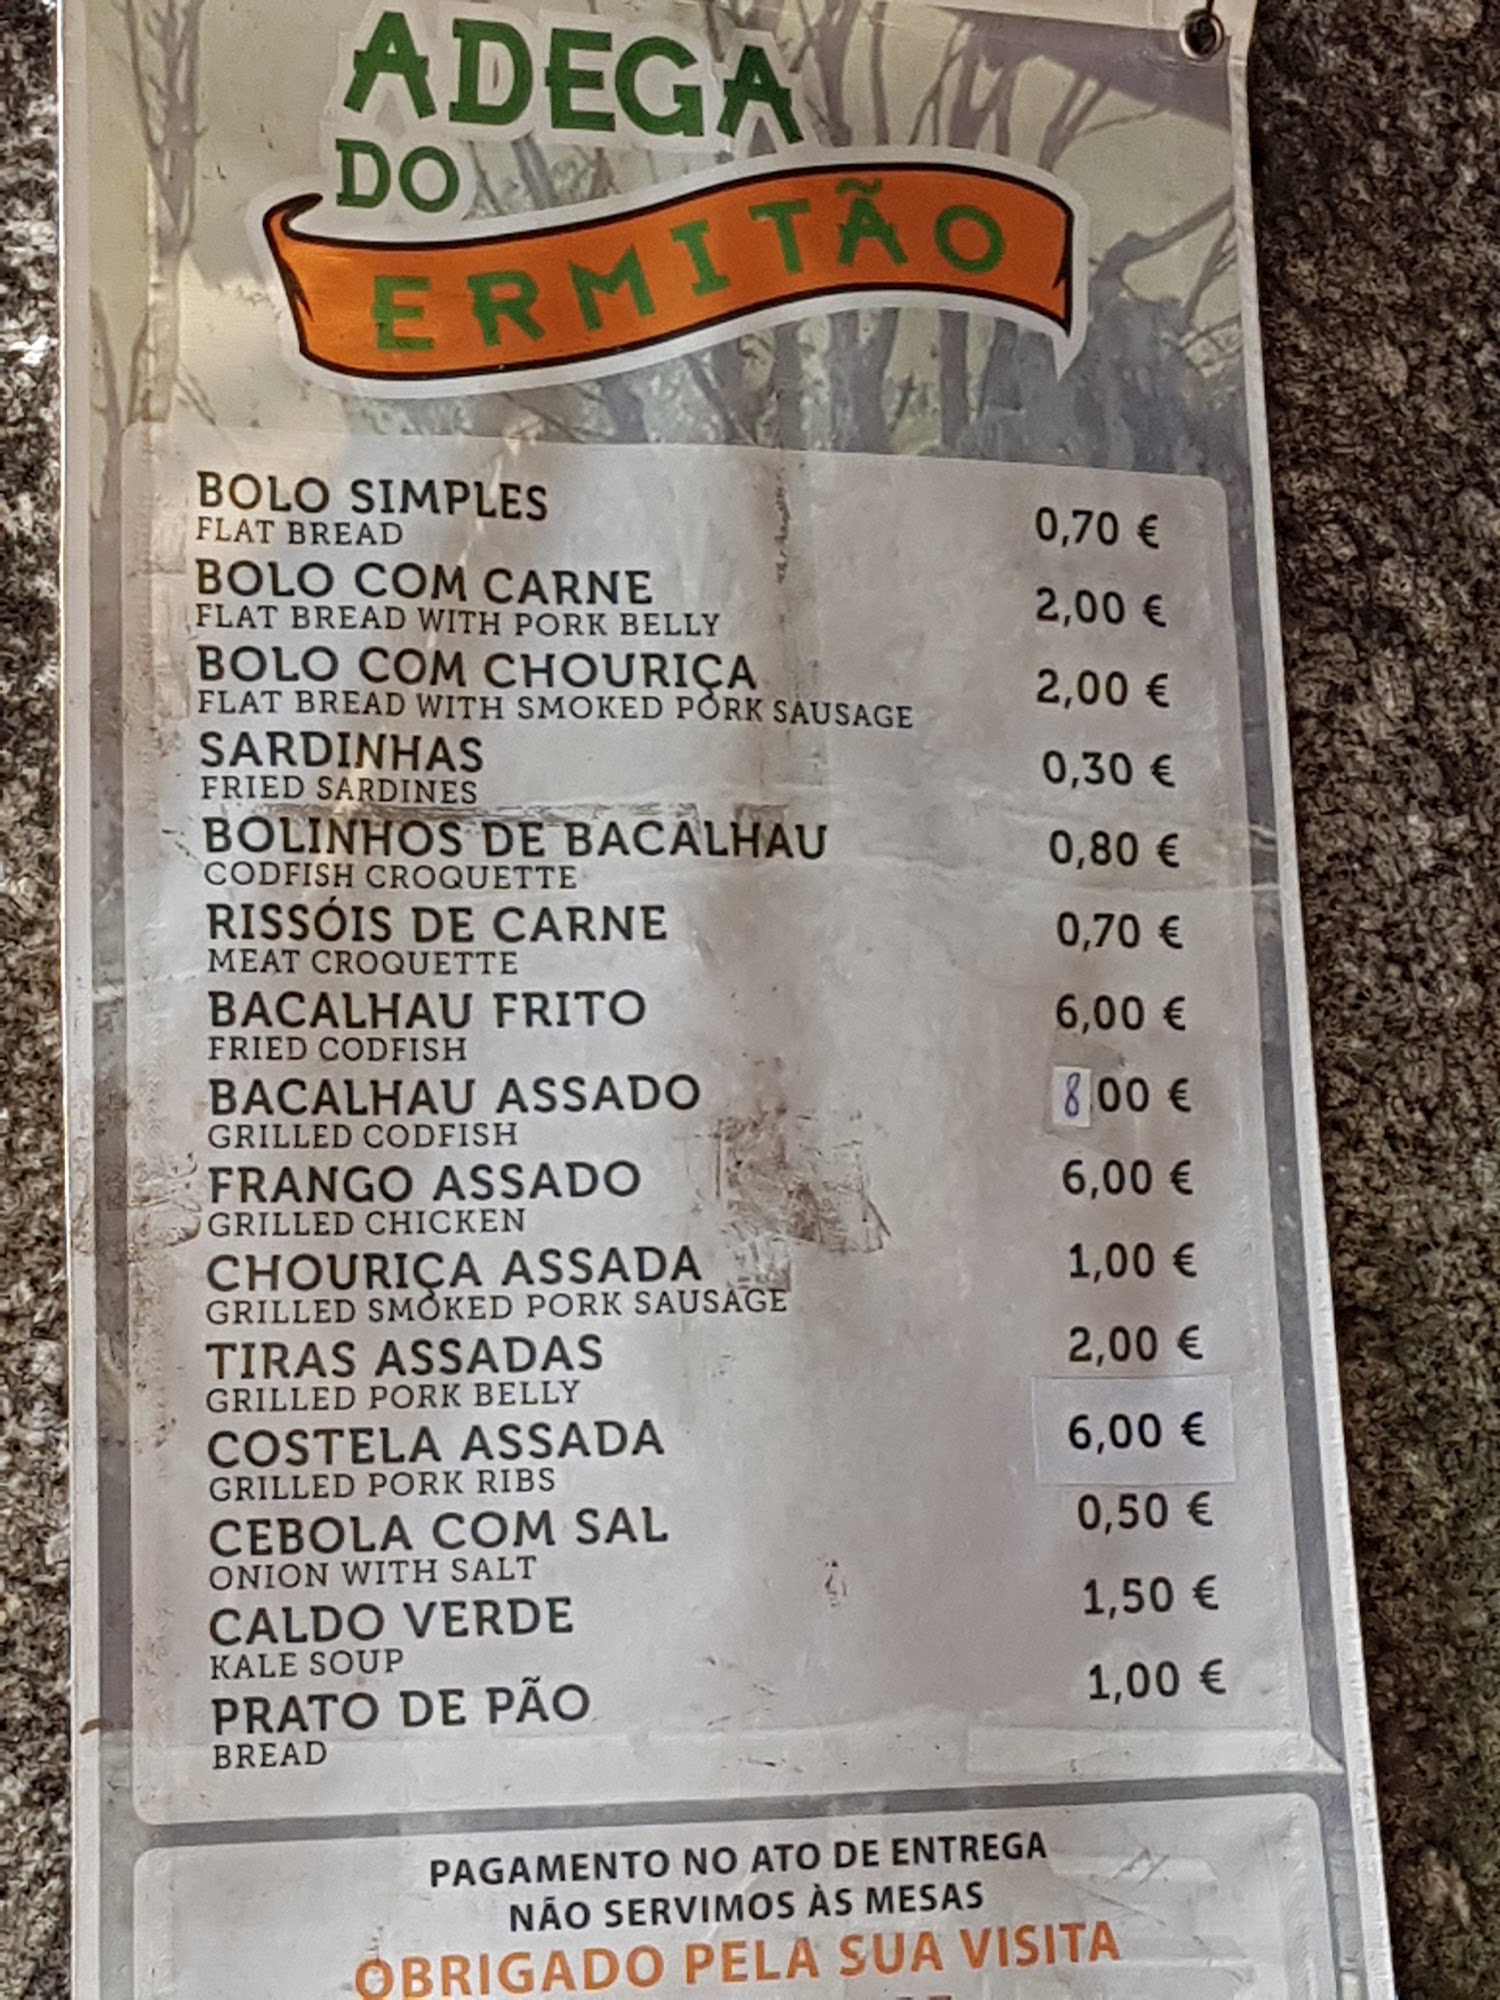 ADEGA
DO
ERMITÃO
BOLO SIMPLES 0,70 €
FLAT BREAD
BOLO COM CARNE 2,00 €
FLAT BREAD WITH PORK BELLY
BOLO COM CHOURIÇA 2,00 €
FLAT BREAD WITH SMOKED PORK SAUSAGE
SARDINHAS 0,30 €
FRIED SARDINES
BOLINHOS DE BACALHAU 0,80 €
CODFISH CROQUETTE
RISSÓIS DE CARNE 0,70 €
MEAT CROQUETTE
BACALHAU FRITO 6,00 €
FRIED CODFISH
BACALHAU ASSADO 8,00 €
GRILLED CODFISH
FRANGO ASSADO 6,00 €
GRILLED CHICKEN
CHOURIÇA ASSADA 1,00 €
GRILLED SMOKED PORK SAUSAGE
TIRAS ASSADAS 2,00 €
GRILLED PORK BELLY
COSTELA ASSADA 6,00 €
GRILLED PORK RIBS
CEBOLA COM SAL 0,50 €
ONION WITH SALT
CALDO VERDE 1,50 €
KALE SOUP
PRATO DE PÃO 1,00 €
BREAD
PAGAMENTO NO ATO DE ENTREGA
NÃO SERVIMOS ÀS MESAS
OBRIGADO PELA SUA VISITA